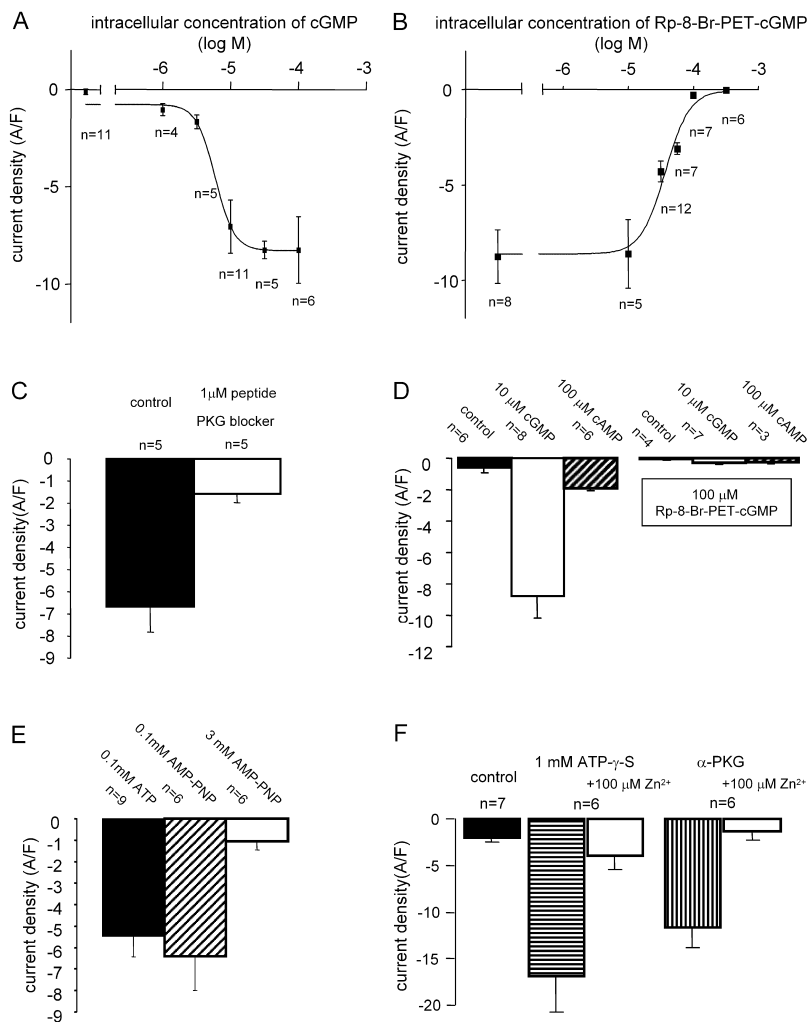 A
intracellular concentration of cGMP
(log M)
-6
-5
-4
-3
0
-5
-10
current density (A/F)
n=11
n=4
n=5
n=11
n=5
n=6
B
intracellular concentration of Rp-8-Br-PET-cGMP
(log M)
-6
-5
-4
-3
0
-5
-10
current density (A/F)
n=8
n=5
n=12
n=7
n=7
n=6
C
control
1μM peptide
PKG blocker
n=5
n=5
0
-1
-2
-3
-4
-5
-6
-7
-8
-9
current density(A/F)
D
control
n=6
10 μM cGMP
n=8
100 μM cAMP
n=6
control
n=4
10 μM cGMP
n=7
100 μM cAMP
n=3
0
-2
-4
-6
-8
-10
-12
current density (A/F)
100 μM
Rp-8-Br-PET-cGMP
E
0.1mM ATP
n=9
0.1mM AMP-PNP
n=6
3 mM AMP-PNP
n=6
0
-1
-2
-3
-4
-5
-6
-7
-8
-9
current density (A/F)
F
control
n=7
1 mM ATP-γ-S
+100 μM Zn²⁺
n=6
α-PKG
+100 μM Zn²⁺
n=6
0
-5
-10
-15
-20
current density(A/F)